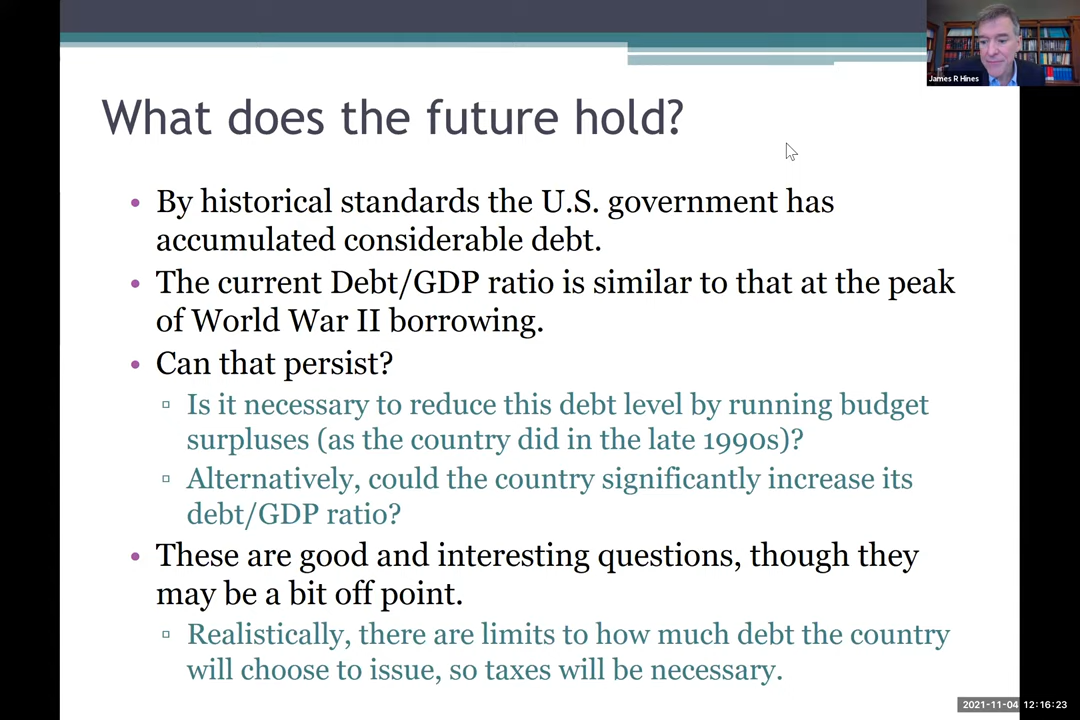 James R Hines
What does the future hold?
• By historical standards the U.S. government has
accumulated considerable debt.
• The current Debt/GDP ratio is similar to that at the peak
of World War II borrowing.
• Can that persist?
▫ Is it necessary to reduce this debt level by running budget
surpluses (as the country did in the late 1990s)?
▫ Alternatively, could the country significantly increase its
debt/GDP ratio?
• These are good and interesting questions, though they
may be a bit off point.
▫ Realistically, there are limits to how much debt the country
will choose to issue, so taxes will be necessary.
2021-11-04 12:16:23